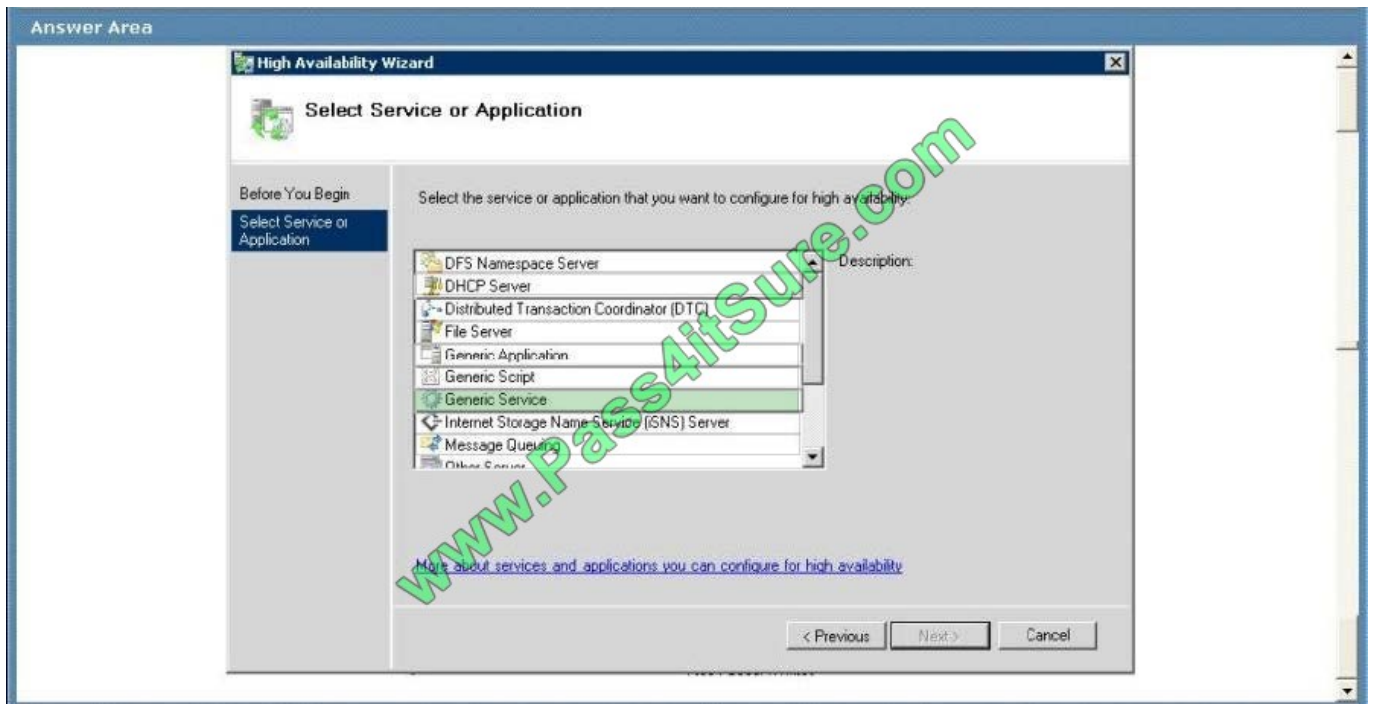 Answer Area
High Availability Wizard
Select Service or Application
Before You Begin
Select Service or
Application
Select the service or application that you want to configure for high availability:
DFS Namespace Server
DHCP Server
Distributed Transaction Coordinator (DTC)
File Server
Generic Application
Generic Script
Generic Service
Internet Storage Name Service (iSNS) Server
Message Queuing
Other Server
Description:
More about services and applications you can configure for high availability
< Previous
Next >
Cancel
www.Pass4itSure.com